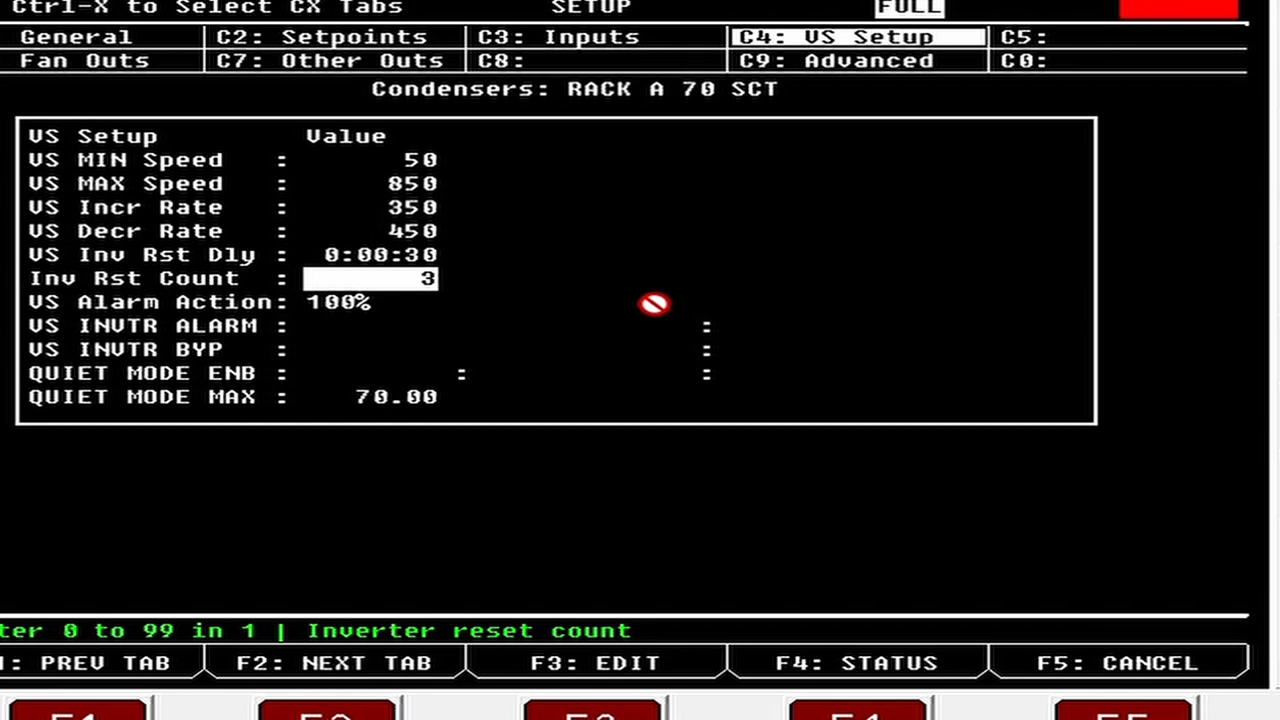 Ctrl-X to Select CX Tabs SETUP FULL
General C2: Setpoints C3: Inputs C4: VS Setup C5:
Fan Outs C7: Other Outs C8: C9: Advanced C0:
Condensers: RACK A 70 SCT
VS Setup Value
VS MIN Speed : 50
VS MAX Speed : 850
VS Incr Rate : 350
VS Decr Rate : 450
VS Inv Rst Dly : 0:00:30
Inv Rst Count : 3
VS Alarm Action: 100%
VS INVTR ALARM : :
VS INVTR BYP : :
QUIET MODE ENB : : :
QUIET MODE MAX : 70.00
ter 0 to 99 in 1 | Inverter reset count
1: PREV TAB F2: NEXT TAB F3: EDIT F4: STATUS F5: CANCEL
F1 F2 F3 F4 F5